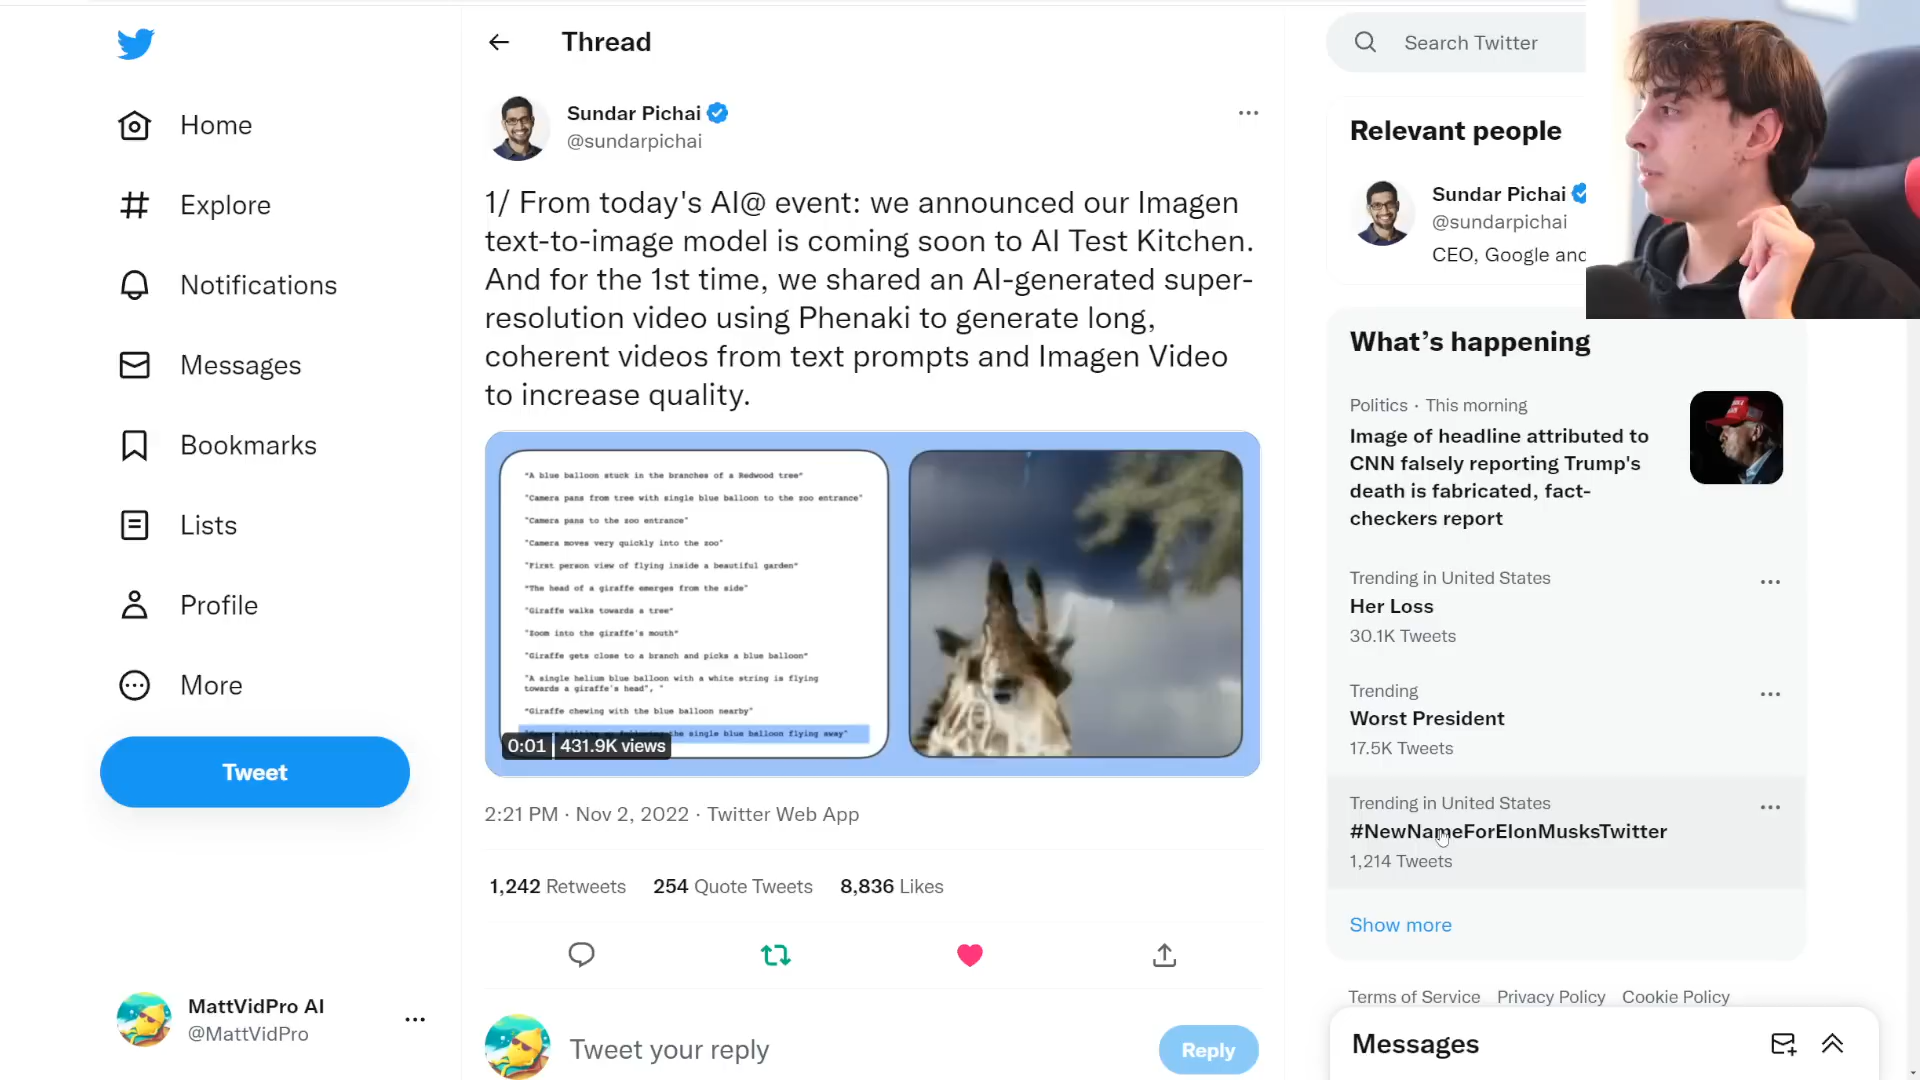 Home
Explore
Notifications
Messages
Bookmarks
Lists
Profile
More
Tweet
MattVidPro AI
@MattVidPro
Thread
Sundar Pichai
@sundarpichai
1/ From today's AI@ event: we announced our Imagen
text-to-image model is coming soon to AI Test Kitchen.
And for the 1st time, we shared an AI-generated super-
resolution video using Phenaki to generate long,
coherent videos from text prompts and Imagen Video
to increase quality.
"A blue balloon stuck in the branches of a Redwood tree"
"Camera pans from tree with single blue balloon to the zoo entrance"
"Camera pans to the zoo entrance"
"Camera moves very quickly into the zoo"
"First person view of flying inside a beautiful garden"
"The head of a giraffe emerges from the side"
"Giraffe walks towards a tree"
"Zoom into the giraffe's mouth"
"Giraffe gets close to a branch and picks a blue balloon"
"A single helium blue balloon with a white string is flying
towards a giraffe's head", "
"Giraffe chewing with the blue balloon nearby"
the single blue balloon flying away"
0:01 431.9K views
2:21 PM · Nov 2, 2022 · Twitter Web App
1,242 Retweets 254 Quote Tweets 8,836 Likes
Tweet your reply
Reply
Search Twitter
Relevant people
Sundar Pichai
@sundarpichai
CEO, Google and
What's happening
Politics · This morning
Image of headline attributed to
CNN falsely reporting Trump's
death is fabricated, fact-
checkers report
Trending in United States
Her Loss
30.1K Tweets
Trending
Worst President
17.5K Tweets
Trending in United States
#NewNameForElonMusksTwitter
1,214 Tweets
Show more
Terms of Service Privacy Policy Cookie Policy
Messages